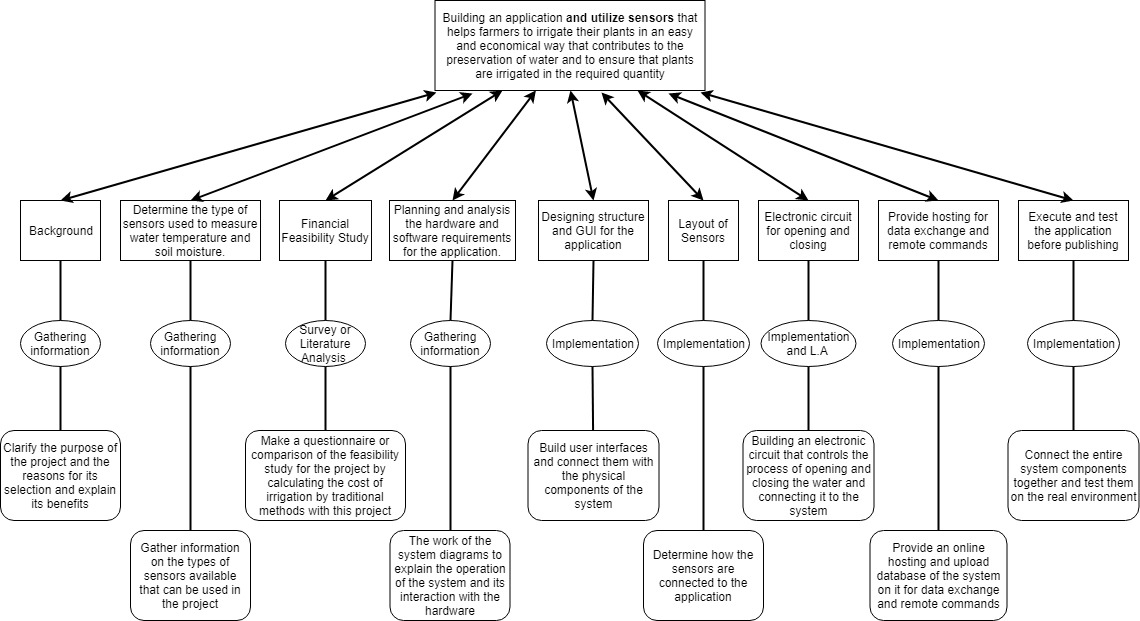 Building an application and utilize sensors that
helps farmers to irrigate their plants in an easy
and economical way that contributes to the
preservation of water and to ensure that plants
are irrigated in the required quantity
Background
Determine the type of
sensors used to measure
water temperature and
soil moisture.
Financial
Feasibility Study
Planning and analysis
the hardware and
software requirements
for the application.
Designing structure
and GUI for the
application
Layout of
Sensors
Electronic circuit
for opening and
closing
Provide hosting for
data exchange and
remote commands
Execute and test
the application
before publishing
Gathering
information
Gathering
information
Survey or
Literature
Analysis
Gathering
information
Implementation
Implementation
Implementation
and L.A
Implementation
Implementation
Clarify the purpose of
the project and the
reasons for its
selection and explain
its benefits
Gather information
on the types of
sensors available
that can be used in
the project
Make a questionnaire or
comparison of the feasibility
study for the project by
calculating the cost of
irrigation by traditional
methods with this project
The work of the
system diagrams to
explain the operation
of the system and its
interaction with the
hardware
Build user interfaces
and connect them with
the physical
components of the
system
Determine how the
sensors are
connected to the
application
Building an electronic
circuit that controls the
process of opening and
closing the water and
connecting it to the
system
Provide an online
hosting and upload
database of the system
on it for data exchange
and remote commands
Connect the entire
system components
together and test them
on the real environment